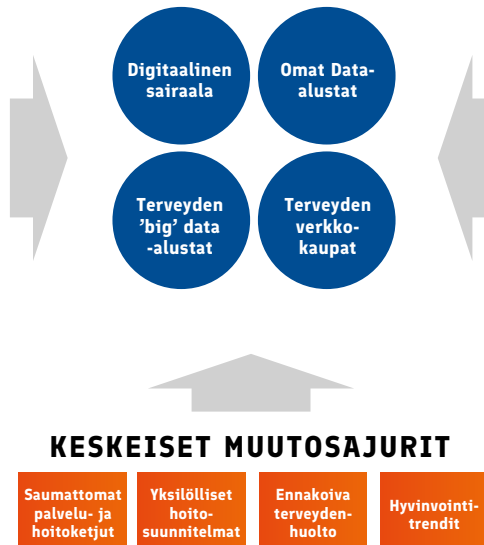 Digitaalinen
sairaala
Omat Data-
alustat
Terveyden
’big’ data
-alustat
Terveyden
verkko-
kaupat
KESKEISET MUUTOSAJURIT
Saumattomat
palvelu- ja
hoitoketjut
Yksilölliset
hoito-
suunnitelmat
Ennakoiva
terveyden-
huolto
Hyvinvointi-
trendit